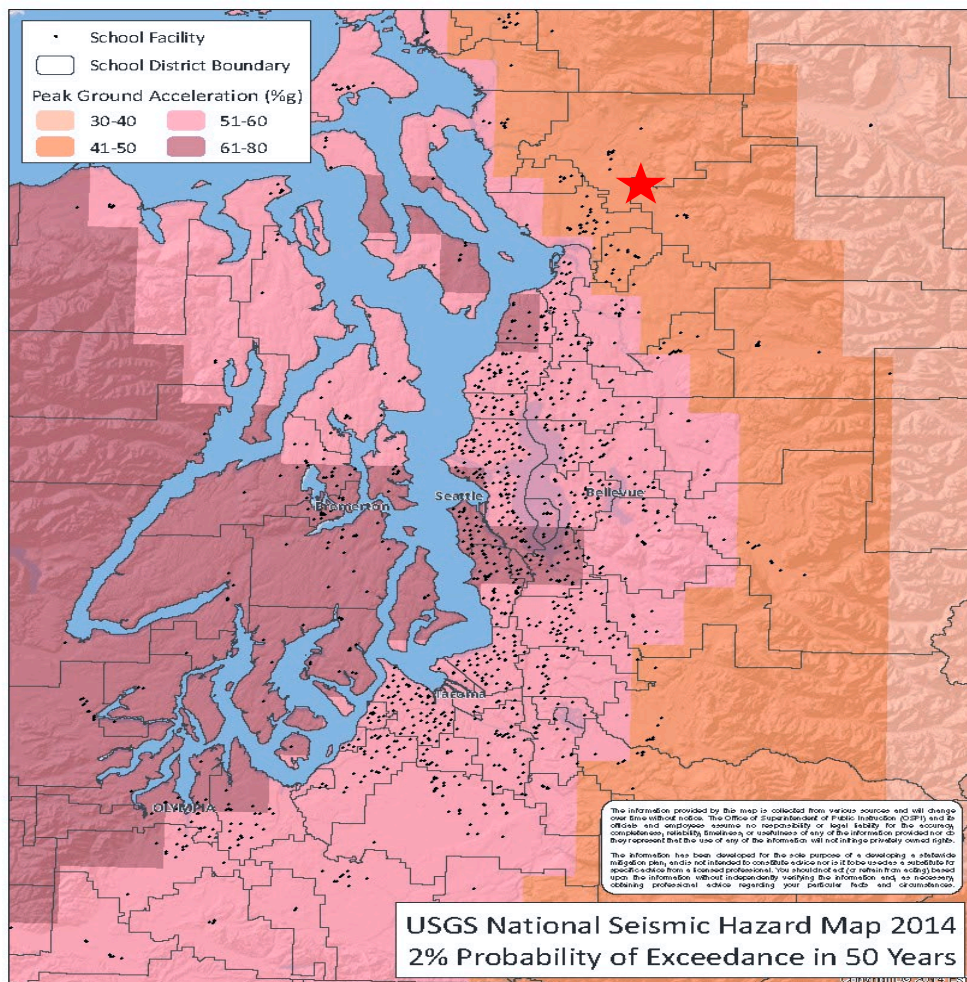 School Facility
School District Boundary
Peak Ground Acceleration (%g)
30-40
51-60
41-50
61-80
Seattle
Bellevue
Bremerton
Tacoma
OLYMPIA
The information provided by this map is collected from various sources and will change
over time without notice. The Office of Superintendent of Public Instruction (OSPI) and its
officials and employees assume no responsibility or legal liability for the accuracy,
completeness, reliability, timeliness, or usefulness of any of the information provided nor do
they represent that the use of any of the information will not infringe privately owned rights.
The information has been developed for the sole purpose of a developing a statewide
mitigation plan, and is not intended to constitute advice nor is it to be used as a substitute for
specific advice from a licensed professional. You should not act (or refrain from acting) based
upon the information without independently verifying the information and, as necessary,
obtaining professional advice regarding your particular facts and circumstances.
USGS National Seismic Hazard Map 2014
2% Probability of Exceedance in 50 Years